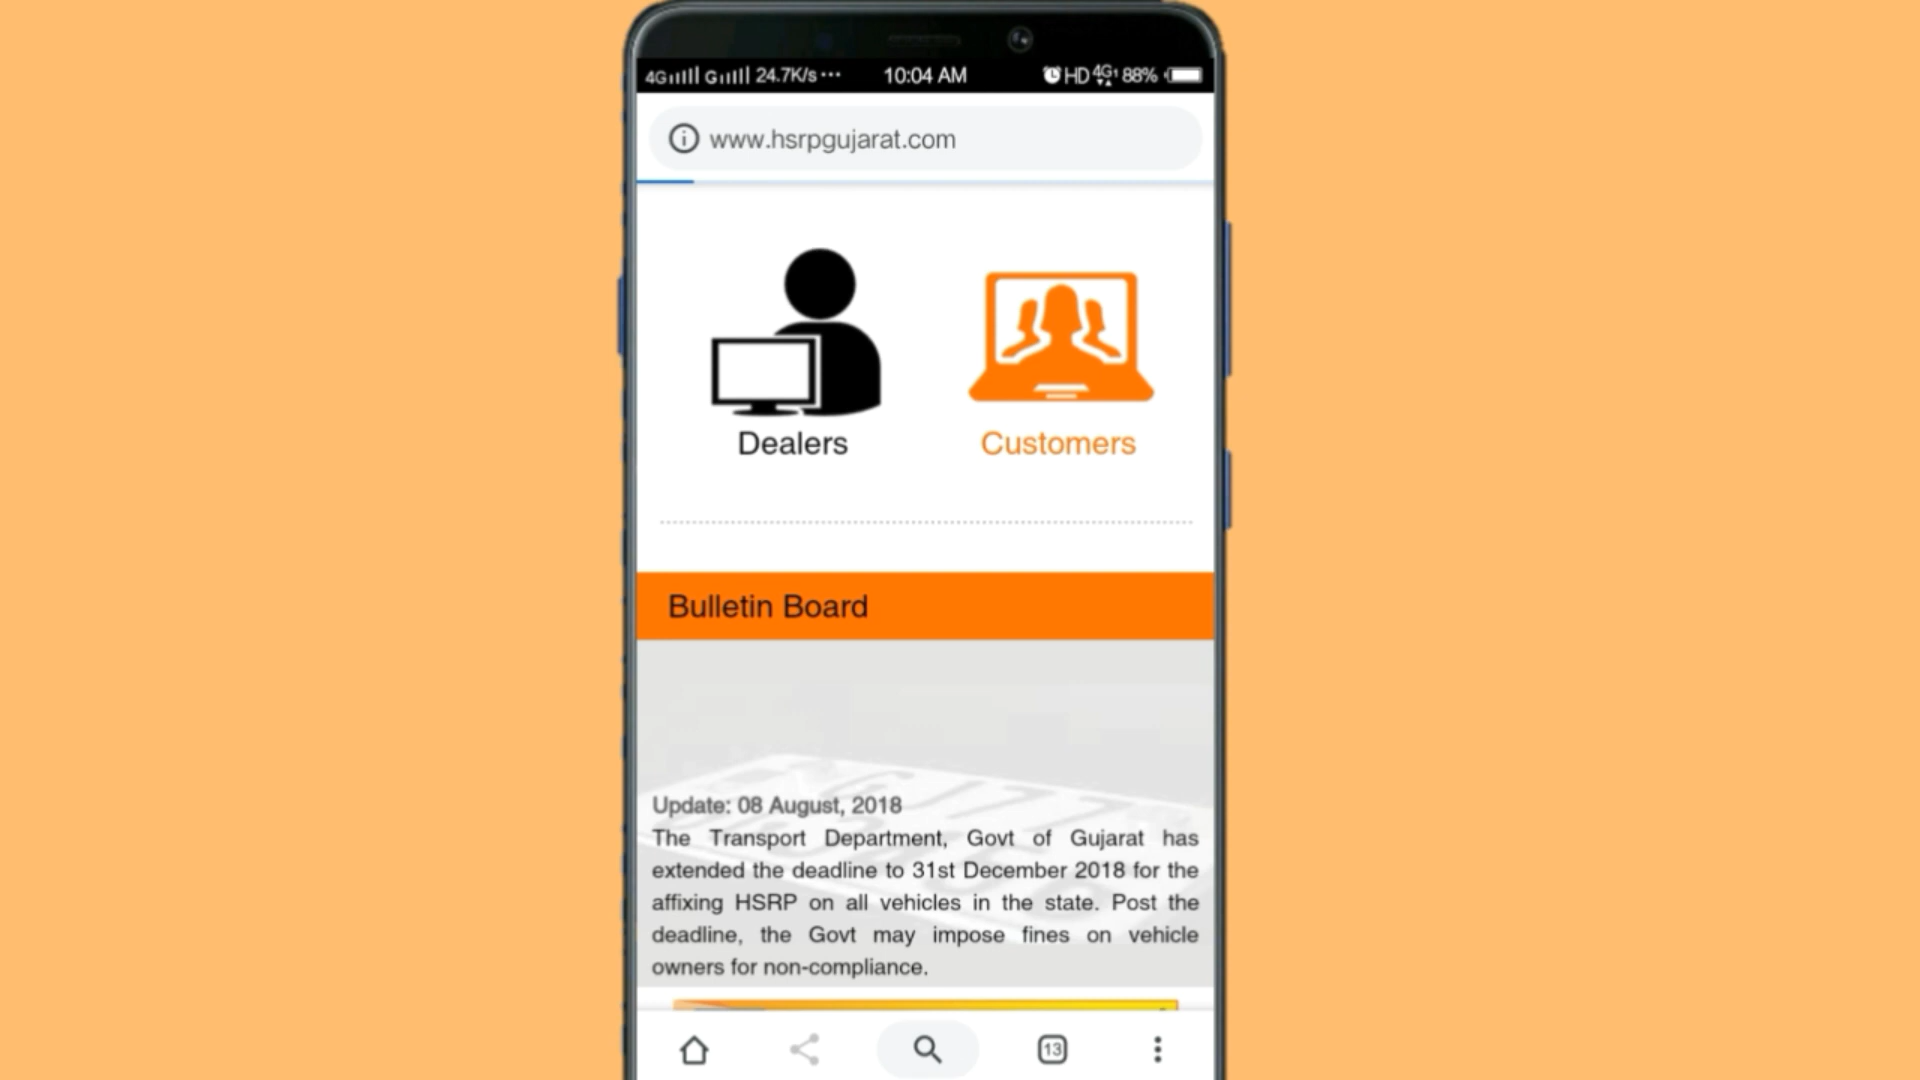 4G G 24.7K/s ··· 10:04 AM HD 4G1 88%
www.hsrpgujarat.com
Dealers Customers
Bulletin Board
Update: 08 August, 2018
The Transport Department, Govt of Gujarat has
extended the deadline to 31st December 2018 for the
affixing HSRP on all vehicles in the state. Post the
deadline, the Govt may impose fines on vehicle
owners for non-compliance.
13